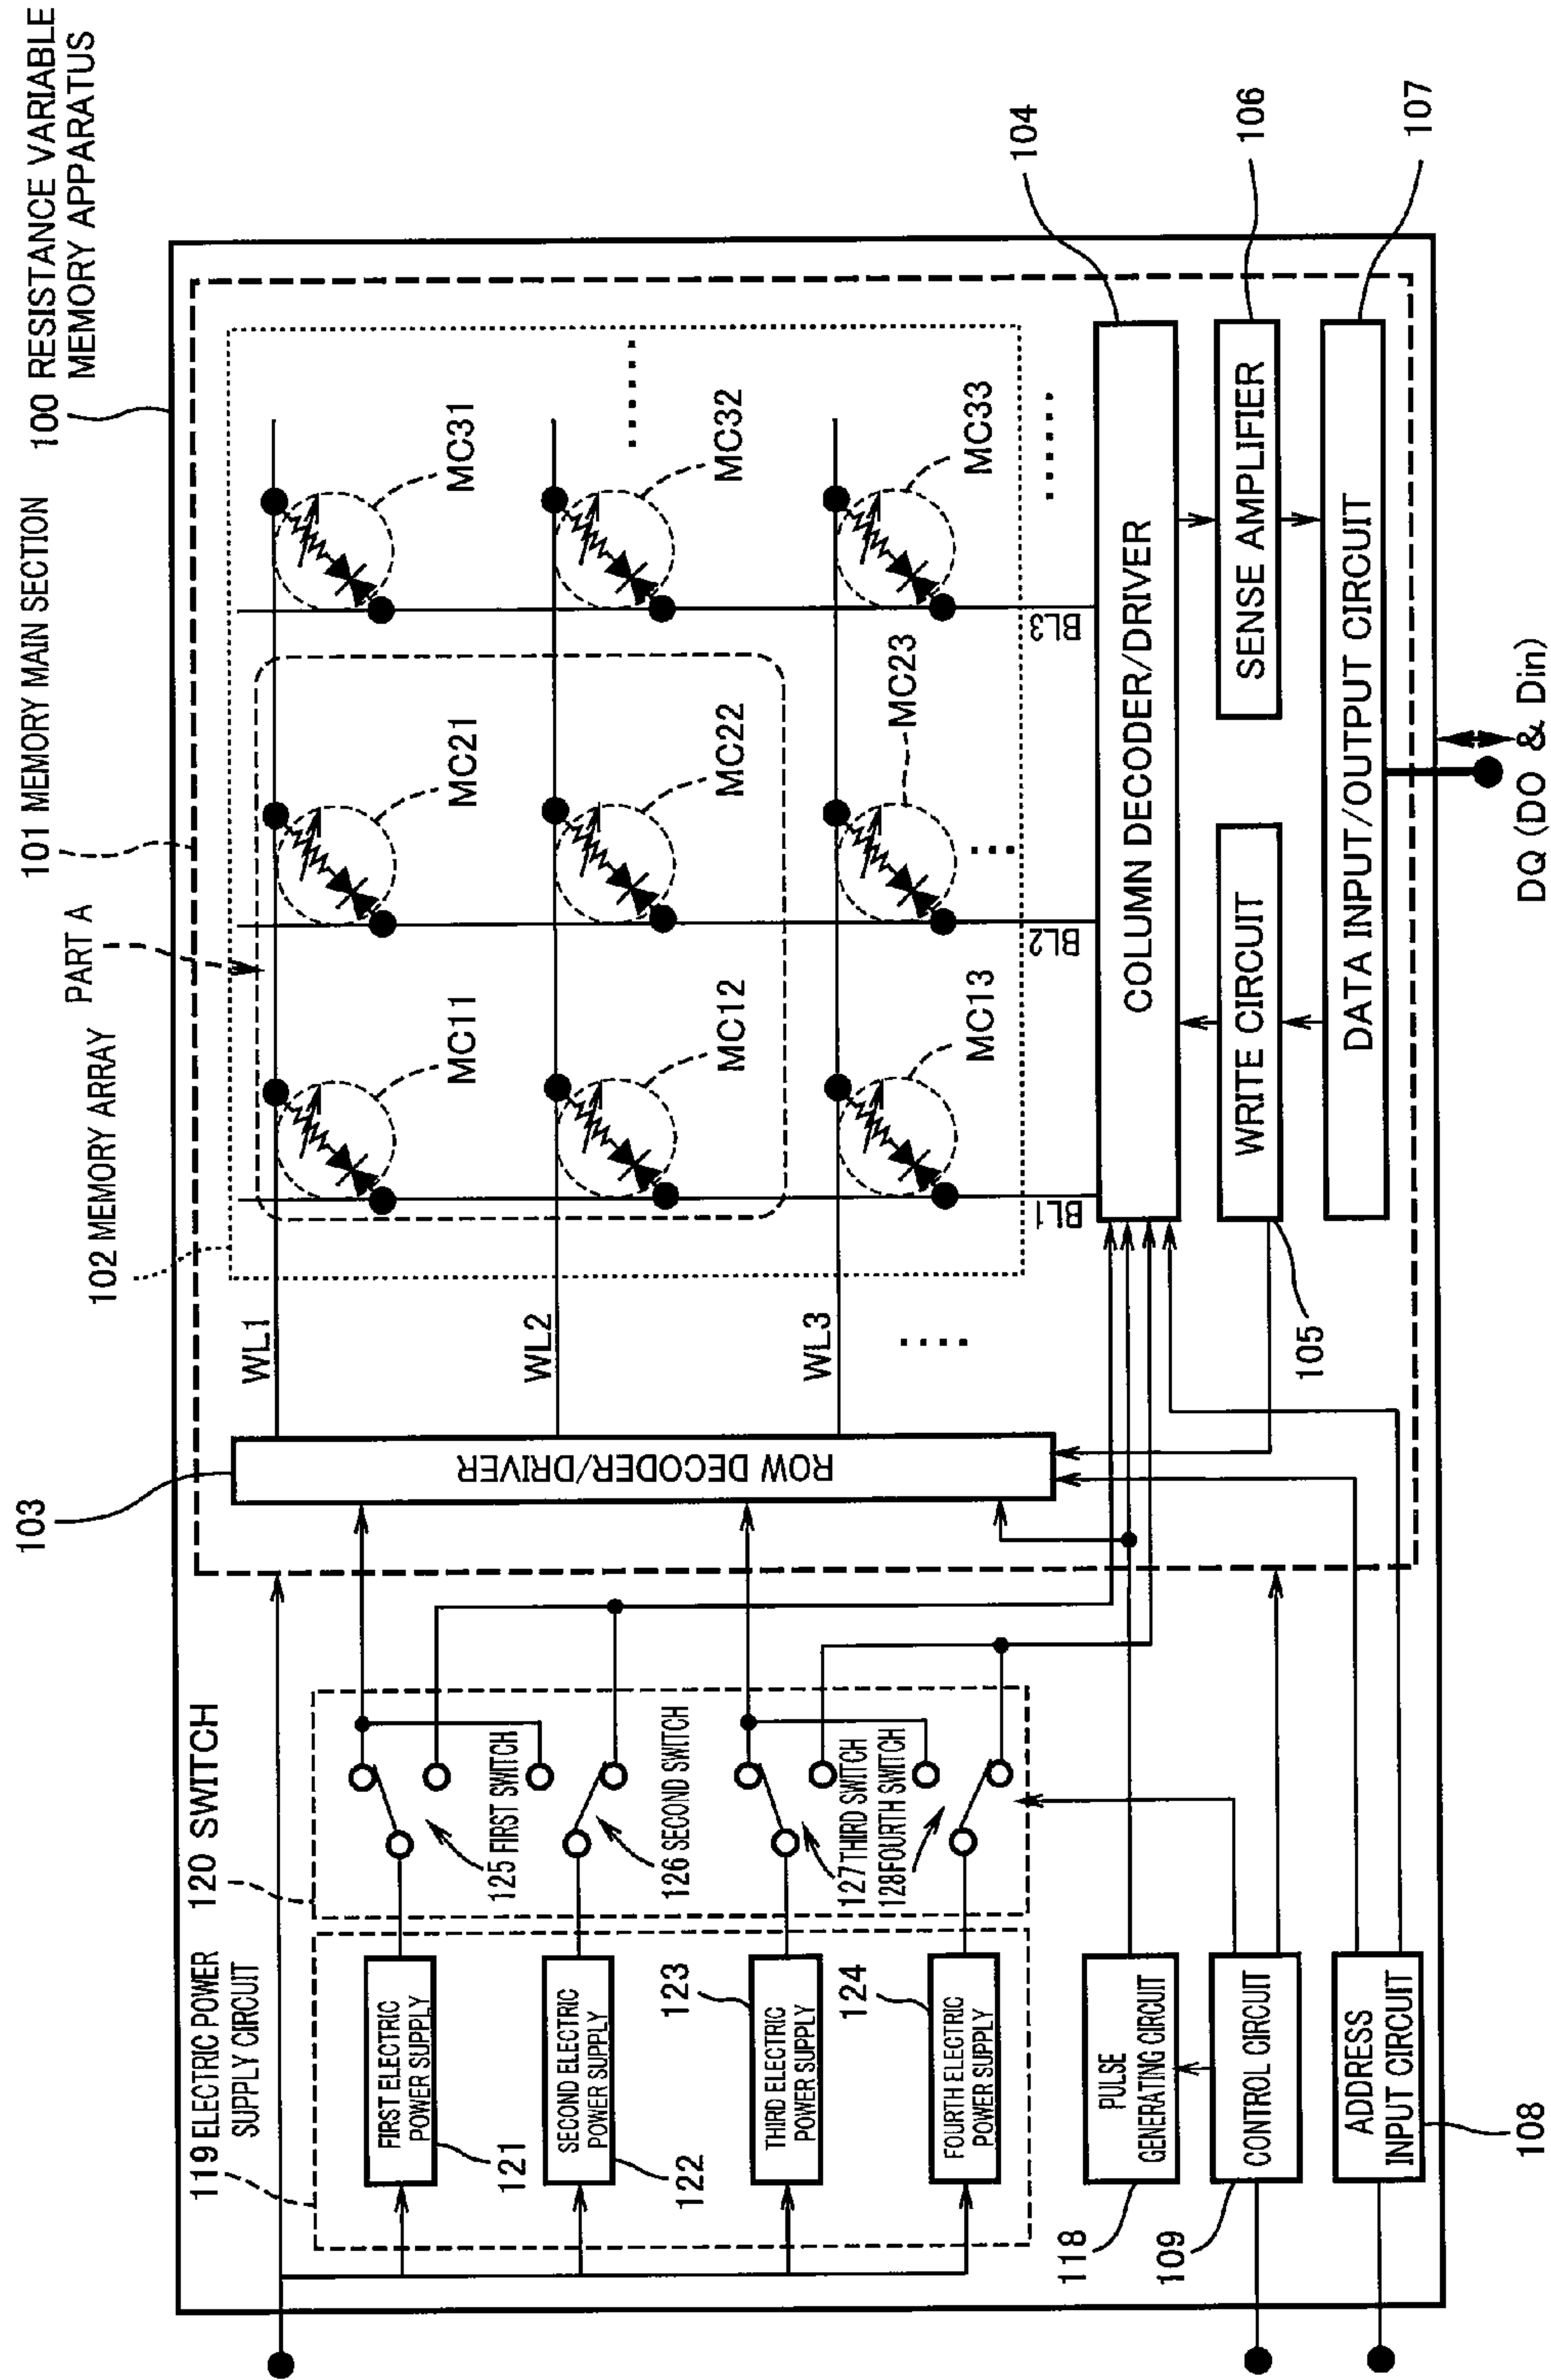 100 RESISTANCE VARIABLE
MEMORY APPARATUS
101 MEMORY MAIN SECTION
PART A
102 MEMORY ARRAY
103
120 SWITCH
119 ELECTRIC POWER
SUPPLY CIRCUIT
WL1
MC11
MC21
MC31
WL2
MC12
MC22
MC32
WL3
MC13
MC23
MC33
BL1
BL2
BL3
ROW DECODER/DRIVER
FIRST ELECTRIC
POWER SUPPLY
121
125 FIRST SWITCH
SECOND ELECTRIC
POWER SUPPLY
122
126 SECOND SWITCH
THIRD ELECTRIC
POWER SUPPLY
123
127 THIRD SWITCH
FOURTH ELECTRIC
POWER SUPPLY
124
128 FOURTH SWITCH
COLUMN DECODER/DRIVER
104
WRITE CIRCUIT
105
SENSE AMPLIFIER
106
DATA INPUT/OUTPUT CIRCUIT
107
PULSE
GENERATING CIRCUIT
118
CONTROL CIRCUIT
109
ADDRESS
INPUT CIRCUIT
108
DQ (DO & Din)